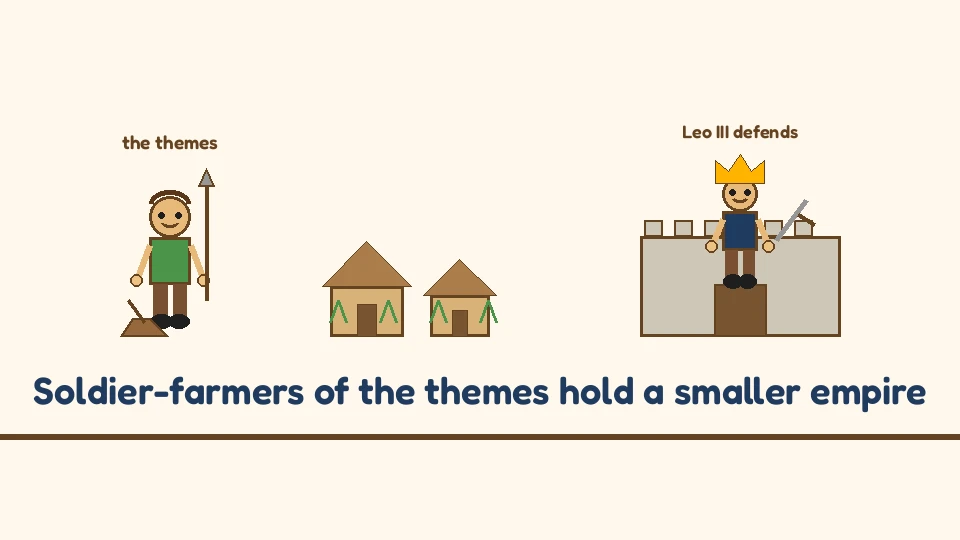 the themes
Leo III defends
Soldier-farmers of the themes hold a smaller empire